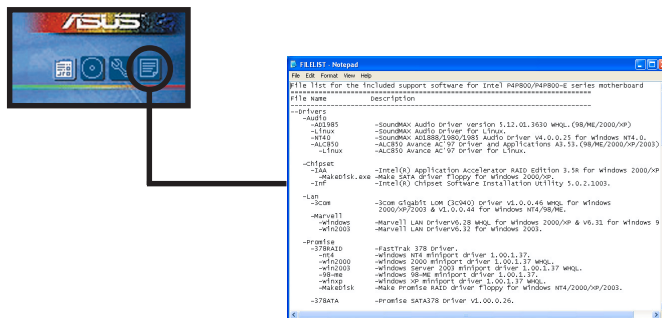 ASUS
FILELIST - Notepad
File Edit Format View Help
File list for the included support software for Intel P4P800/P4P800-E series motherboard
================================================================================
File Name Description
--------------------------------------------------------------------------------
--Drivers
-Audio
-AD1985 -SoundMAX Audio Driver version 5.12.01.3630 WHQL.(98/ME/2000/XP)
-Linux -SoundMAX Audio Driver for Linux.
-NT40 -SoundMAX AD1888/1980/1985 Audio Driver V4.0.0.25 for Windows NT4.0.
-ALC850 -ALC850 Avance AC'97 Driver and Applications A3.53.(98/ME/2000/XP/2003)
-Linux -ALC850 Avance AC'97 Driver for Linux.
-Chipset
-IAA -Intel(R) Application Accelerator RAID Edition 3.5R for Windows 2000/XP
-MakeDisk.exe -Make SATA driver floppy for Windows 2000/XP.
-Inf -Intel(R) Chipset Software Installation Utility 5.0.2.1003.
-Lan
-3Com -3Com Gigabit LOM (3C940) Driver V1.0.0.46 WHQL for Windows
2000/XP/2003 & V1.0.0.44 for Windows NT4/98/ME.
-Marvell
-Windows -Marvell LAN DriverV6.28 WHQL for Windows 2000/XP & V6.31 for Windows 9
-Win2003 -Marvell LAN DriverV6.32 for Windows 2003.
-Promise
-378RAID -FastTrak 378 Driver.
-nt4 -Windows NT4 miniport driver 1.00.1.37.
-win2000 -Windows 2000 miniport driver 1.00.1.37 WHQL.
-win2003 -Windows Server 2003 miniport driver 1.00.1.37 WHQL.
-98-me -Windows 98-ME miniport driver 1.00.1.37.
-winxp -Windows XP miniport driver 1.00.1.37 WHQL.
-MakeDisk -Make Promise RAID driver floppy for Windows NT4/2000/XP/2003.
-378ATA -Promise SATA378 Driver V1.00.0.26.